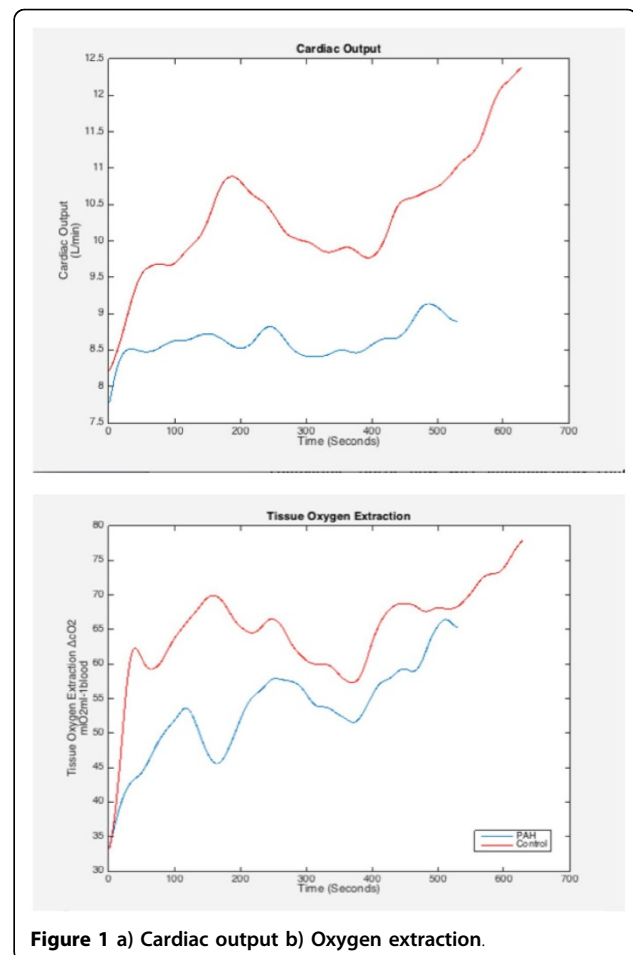 Cardiac Output
12.5
12
11.5
11
10.5
10
9.5
9
8.5
8
7.5
Cardiac Output
(L/min)
0 100 200 300 400 500 600 700
Time (Seconds)
Tissue Oxygen Extraction
80
75
70
65
60
55
50
45
40
35
30
Tissue Oxygen Extraction ΔcO2
mlO2ml-1blood
PAH
Control
0 100 200 300 400 500 600 700
Time (Seconds)
Figure 1 a) Cardiac output b) Oxygen extraction.